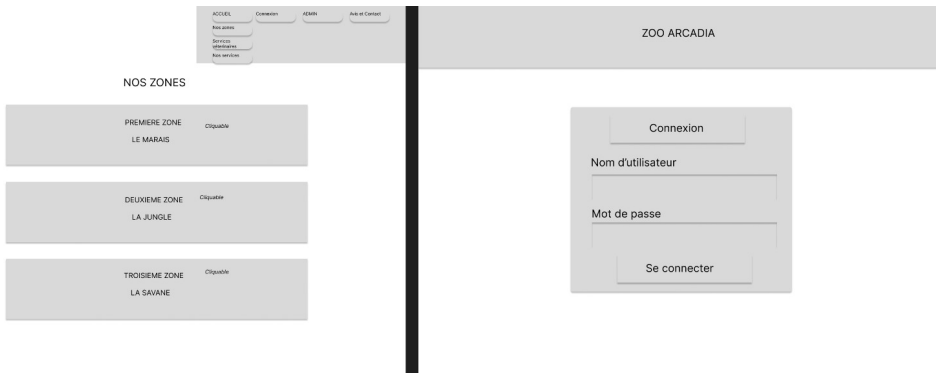 ACCUEIL Connexion ADMIN Avis et Contact
Nos zones
Services
vétérinaires
Nos services
NOS ZONES
PREMIERE ZONE Cliquable
LE MARAIS
DEUXIEME ZONE Cliquable
LA JUNGLE
TROISIEME ZONE Cliquable
LA SAVANE
ZOO ARCADIA
Connexion
Nom d'utilisateur
Mot de passe
Se connecter